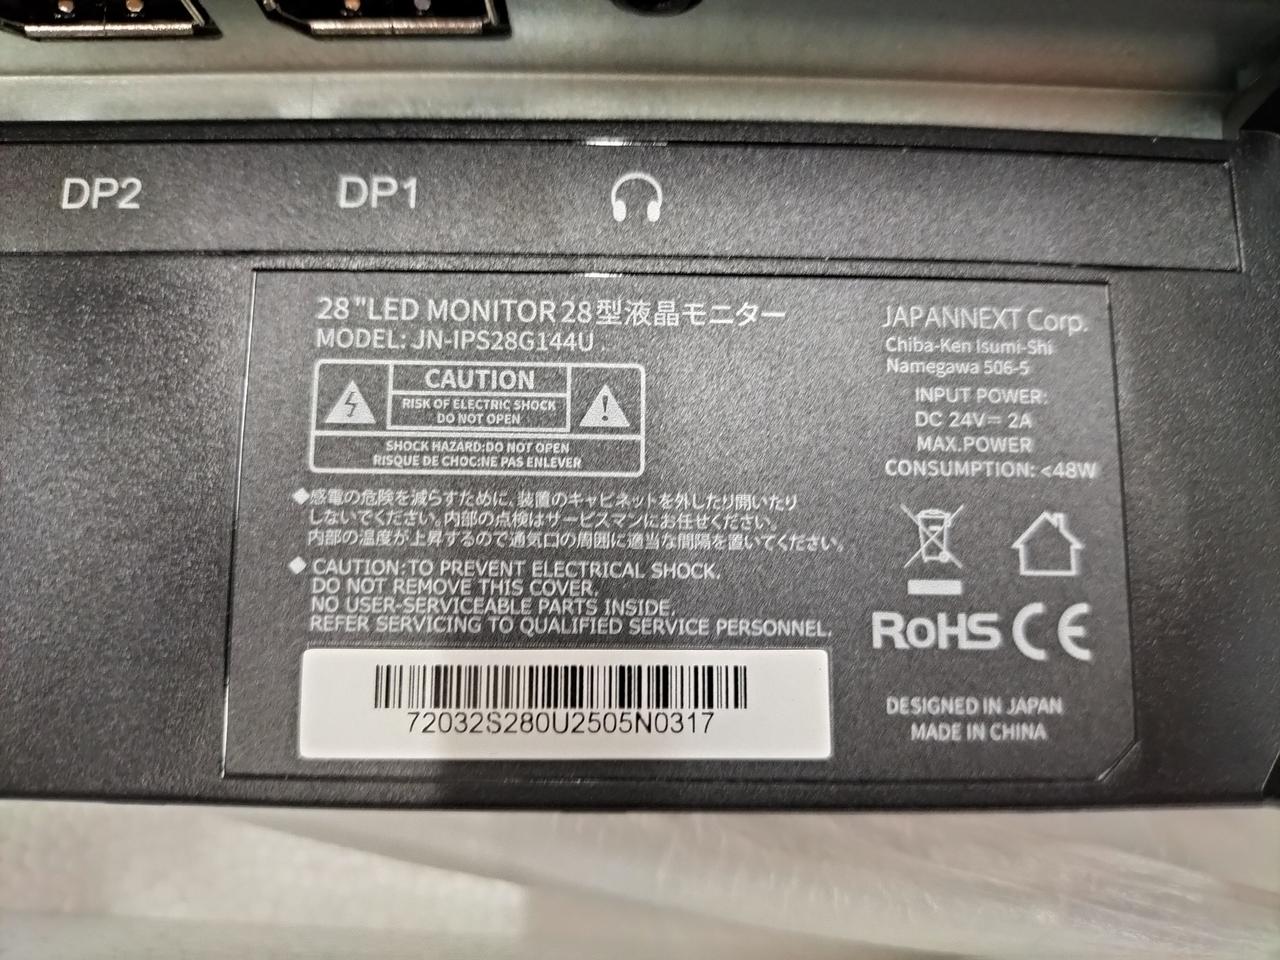 DP2 DP1
28"LED MONITOR 28型液晶モニター
MODEL: JN-IPS28G144U
CAUTION
RISK OF ELECTRIC SHOCK
DO NOT OPEN
SHOCK HAZARD:DO NOT OPEN
RISQUE DE CHOC:NE PAS ENLEVER
◆感電の危険を減らすために、装置のキャビネットを外したり開いたり
しないでください。内部の点検はサービスマンにお任せください。
内部の温度が上昇するので通気口の周囲に適当な間隔を置いてください。
◆ CAUTION:TO PREVENT ELECTRICAL SHOCK.
DO NOT REMOVE THIS COVER.
NO USER-SERVICEABLE PARTS INSIDE.
REFER SERVICING TO QUALIFIED SERVICE PERSONNEL.
72032S280U2505N0317
JAPANNEXT Corp.
Chiba-Ken Isumi-Shi
Namegawa 506-5
INPUT POWER:
DC 24V⎓ 2A
MAX.POWER
CONSUMPTION: <48W
RoHS CE
DESIGNED IN JAPAN
MADE IN CHINA